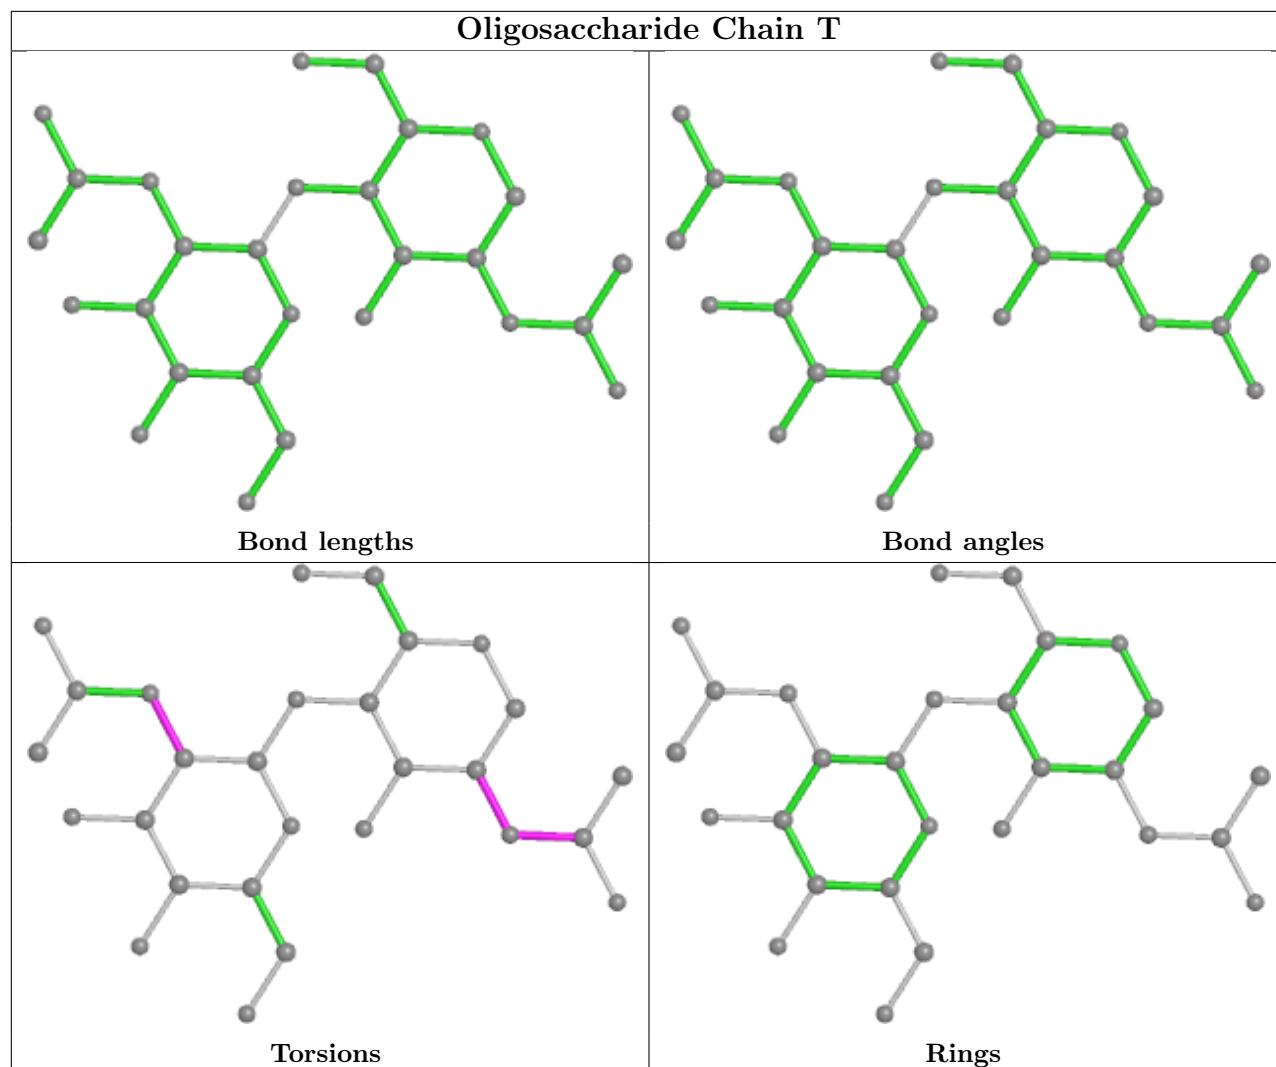 Oligosaccharide Chain T
Bond lengths
Bond angles
Torsions
Rings